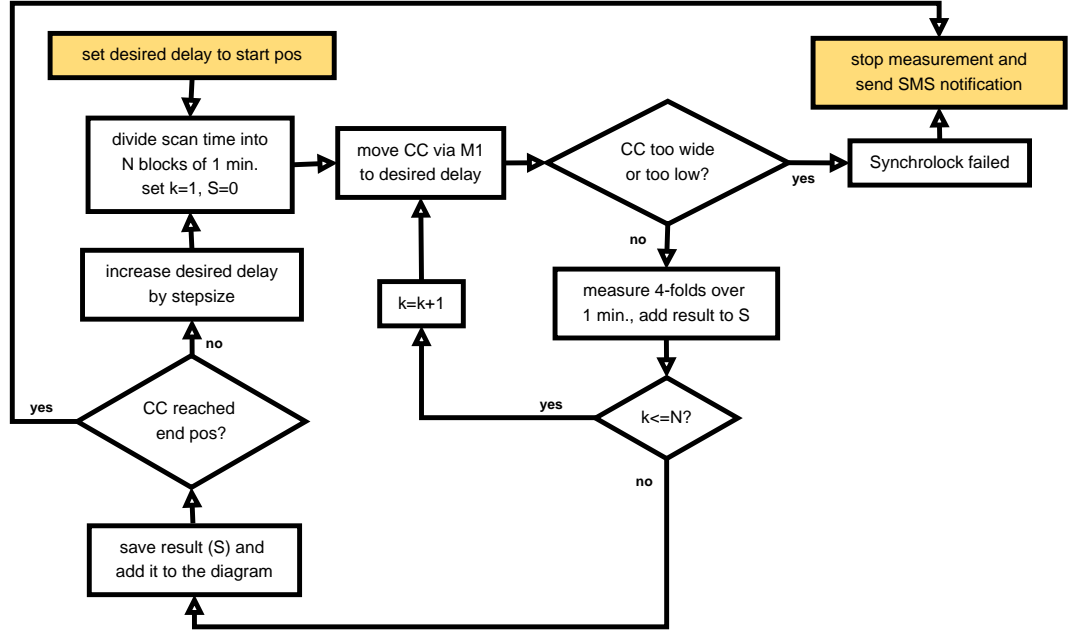 set desired delay to start pos
stop measurement and
send SMS notification
divide scan time into
N blocks of 1 min.
set k=1, S=0
move CC via M1
to desired delay
CC too wide
or too low?
yes
Synchrolock failed
no
increase desired delay
by stepsize
k=k+1
measure 4-folds over
1 min., add result to S
no
yes
CC reached
end pos?
yes
k<=N?
no
save result (S) and
add it to the diagram